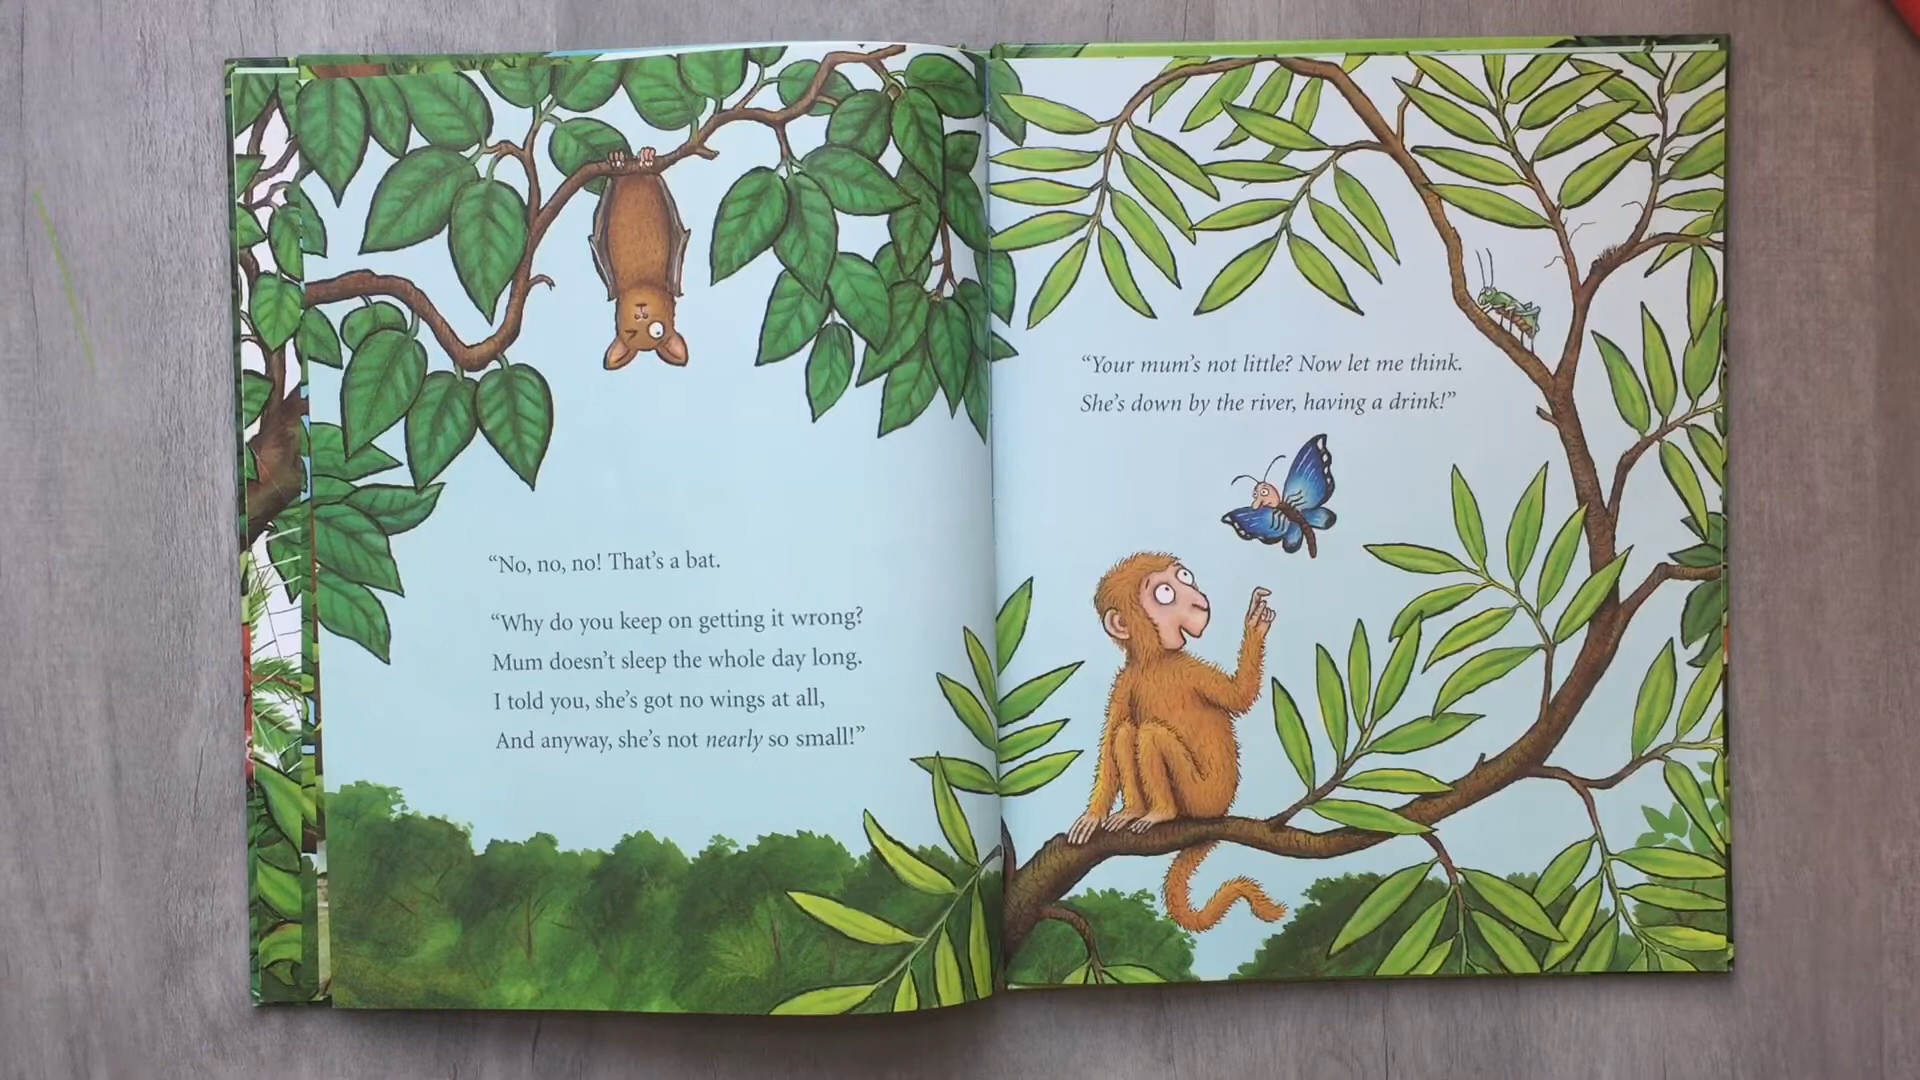 “No, no, no! That’s a bat.
“Why do you keep on getting it wrong?
Mum doesn’t sleep the whole day long.
I told you, she’s got no wings at all,
And anyway, she’s not nearly so small!”
“Your mum’s not little? Now let me think.
She’s down by the river, having a drink!”